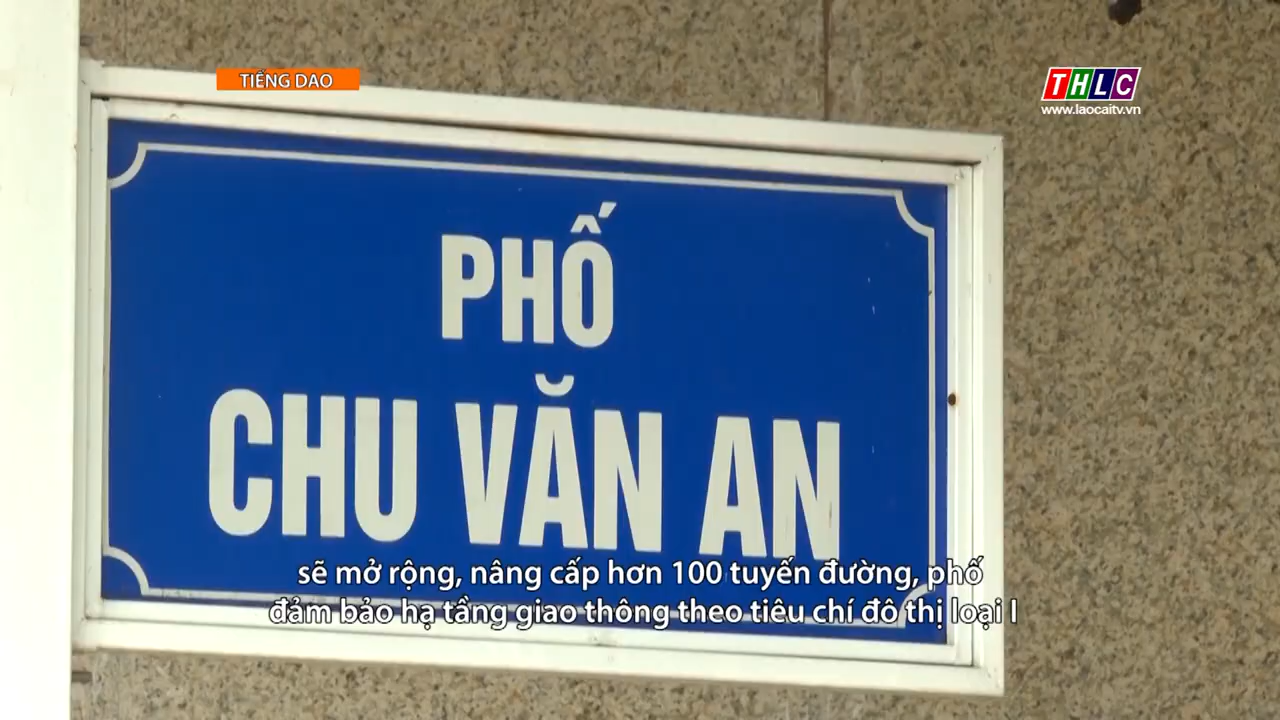 TIẾNG DAO
THLC
www.laocaitv.vn
PHỐ
CHU VĂN AN
sẽ mở rộng, nâng cấp hơn 100 tuyến đường, phố
đảm bảo hạ tầng giao thông theo tiêu chí đô thị loại I